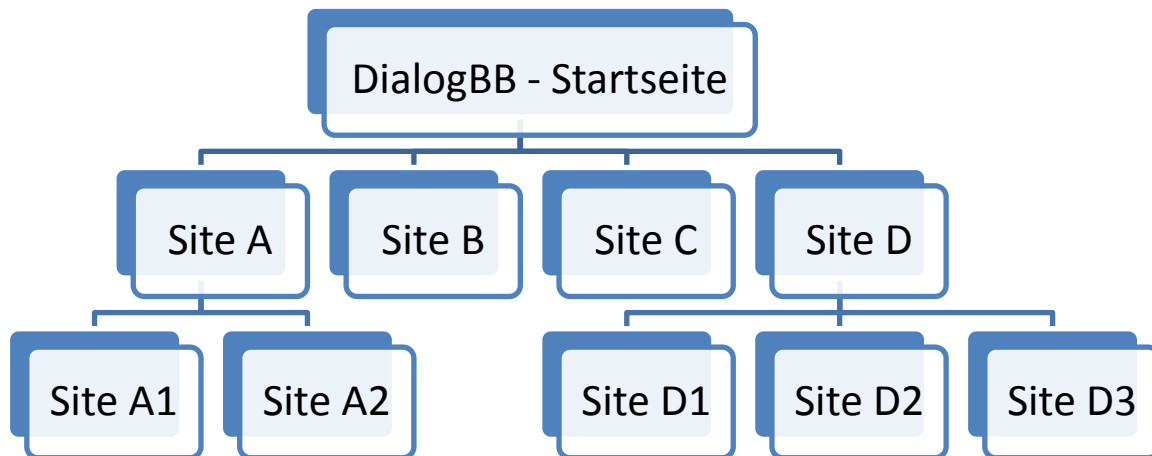 DialogBB - Startseite
Site A
Site B
Site C
Site D
Site A1
Site A2
Site D1
Site D2
Site D3